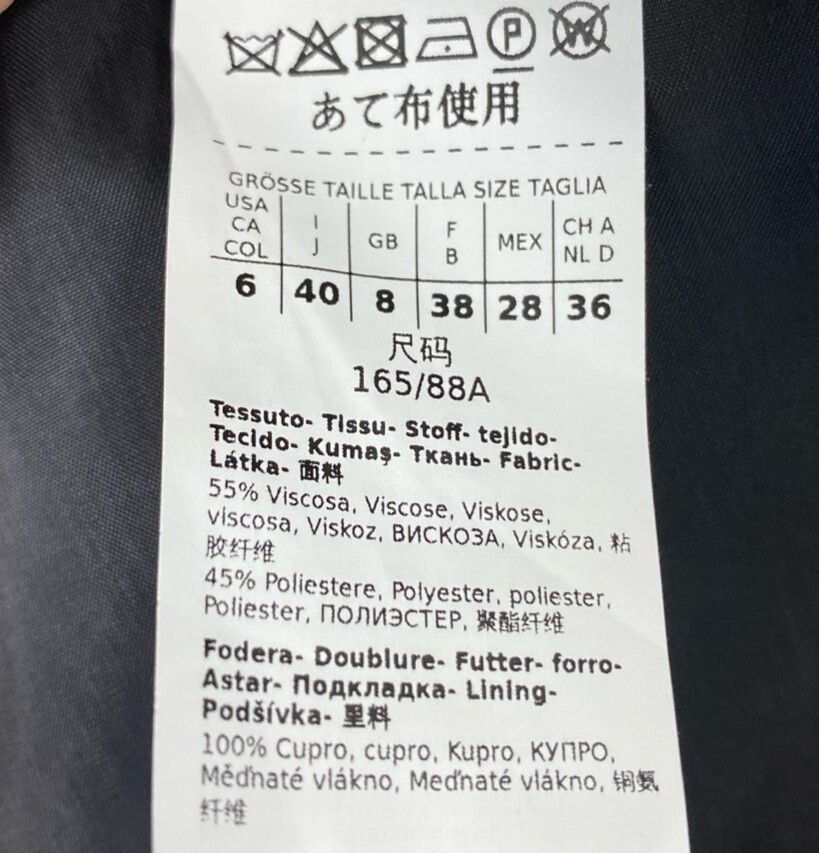 P W
あて布使用
GRÖSSE TAILLE TALLA SIZE TAGLIA
USA CA COL I J GB F B MEX CH A NL D
6 40 8 38 28 36
尺码
165/88A
Tessuto- Tissu- Stoff- tejido-
Tecido- Kumaş- Ткань- Fabric-
Látka- 面料
55% Viscosa, Viscose, Viskose,
viscosa, Viskoz, ВИСКОЗА, Viskóza, 粘
胶纤维
45% Poliestere, Polyester, poliester,
Poliester, ПОЛИЭСТЕР, 聚酯纤维
Fodera- Doublure- Futter- forro-
Astar- Подкладка- Lining-
Podšívka- 里料
100% Cupro, cupro, Kupro, КУПРО,
Měďnaté vlákno, Meďnaté vlákno, 铜氨
纤维